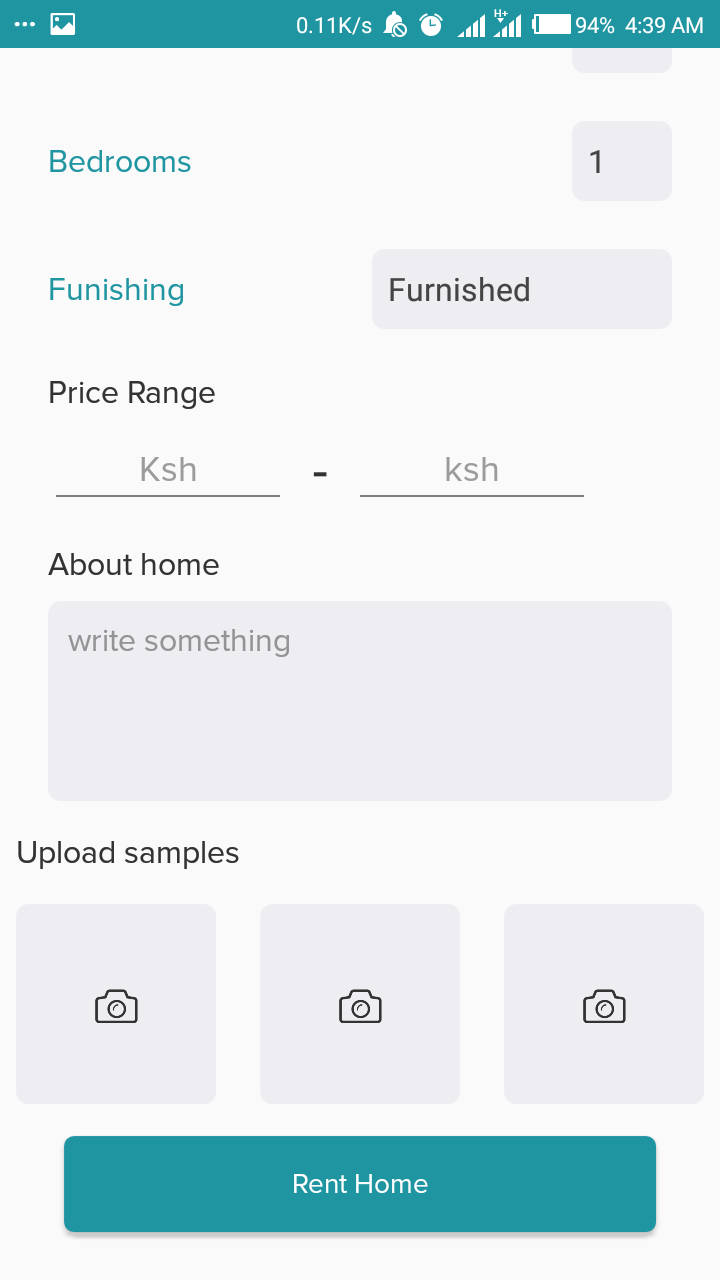 0.11K/s H+ 94% 4:39 AM
Bedrooms 1
Funishing Furnished
Price Range
Ksh - ksh
About home
write something
Upload samples
Rent Home